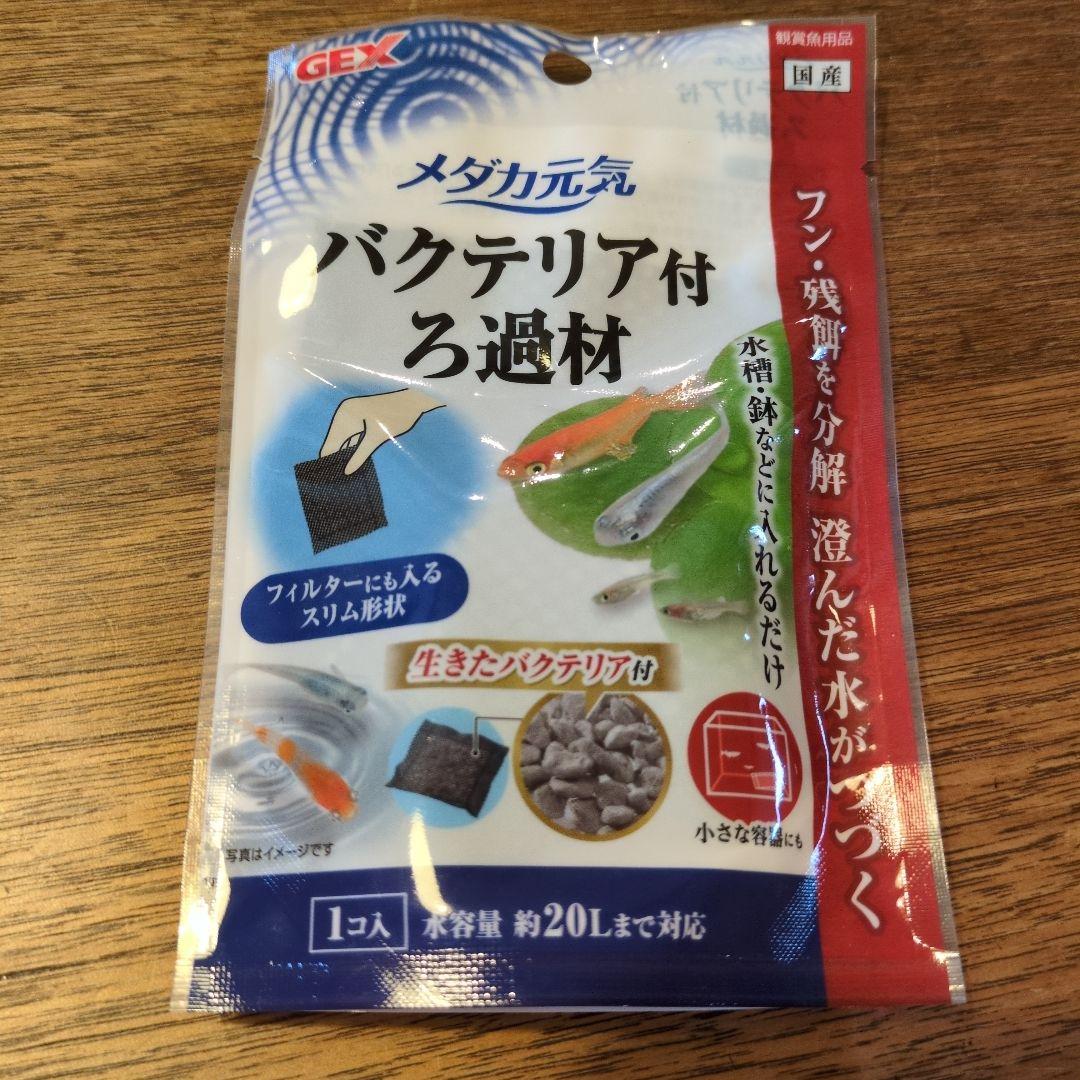 GEX
観賞魚用品
国産
メダカ元気
バクテリア付
ろ過材
フン・残餌を分解 澄んだ水がつづく
水槽・鉢などに入れるだけ
フィルターにも入る
スリム形状
生きたバクテリア付
小さな容器にも
写真はイメージです
1コ入
水容量 約20Lまで対応